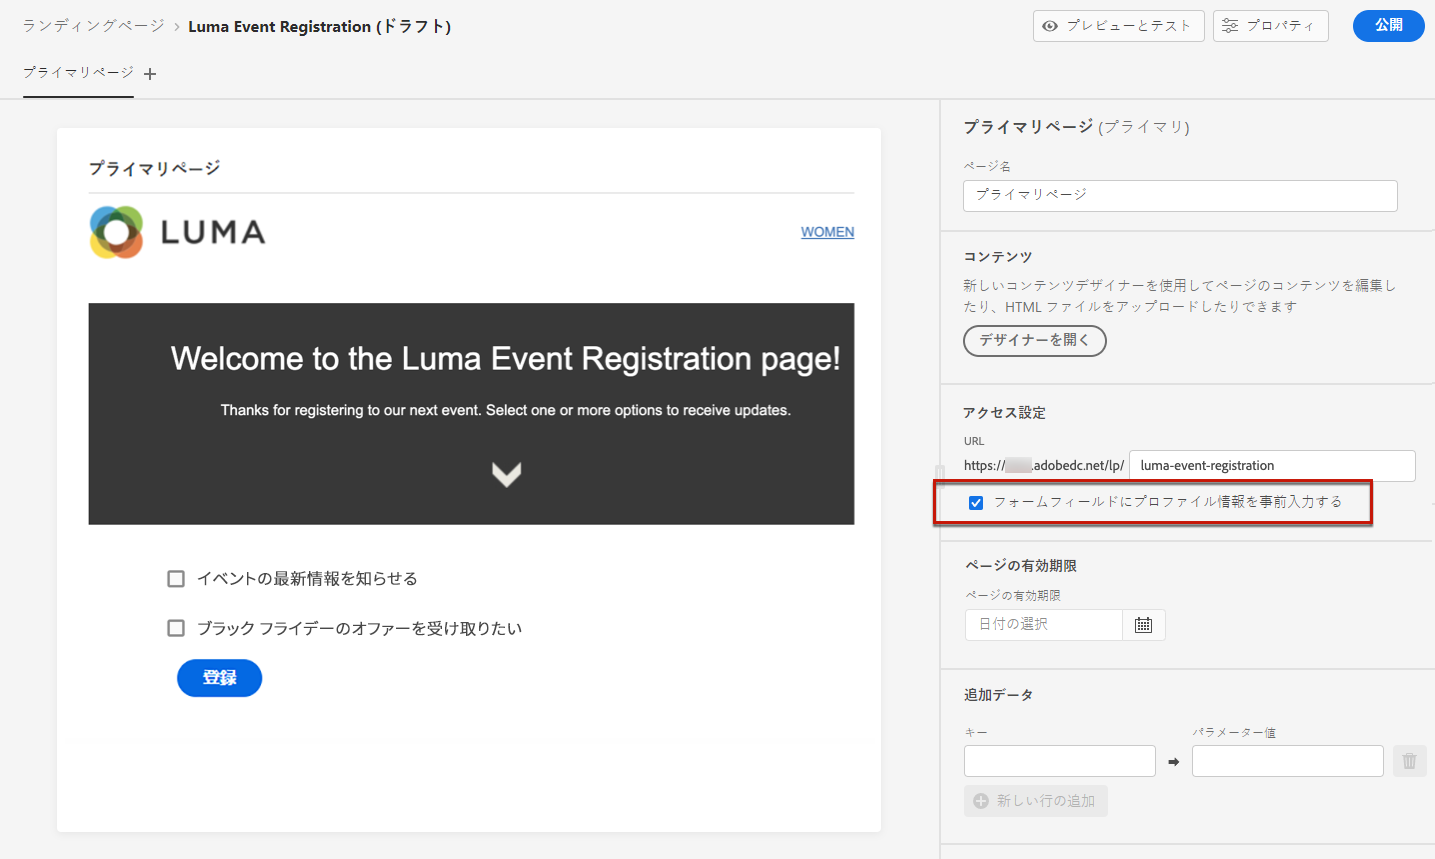 ランディングページ › Luma Event Registration (ドラフト)
プレビューとテスト
プロパティ
公開
プライマリページ
プライマリページ
LUMA
WOMEN
Welcome to the Luma Event Registration page!
Thanks for registering to our next event. Select one or more options to receive updates.
イベントの最新情報を知らせる
ブラック フライデーのオファーを受け取りたい
登録
プライマリページ (プライマリ)
ページ名
プライマリページ
コンテンツ
新しいコンテンツデザイナーを使用してページのコンテンツを編集し
たり、HTML ファイルをアップロードしたりできます
デザイナーを開く
アクセス設定
URL
https:// .adobedc.net/lp/ luma-event-registration
フォームフィールドにプロファイル情報を事前入力する
ページの有効期限
ページの有効期限
日付の選択
追加データ
キー
パラメーター値
新しい行の追加